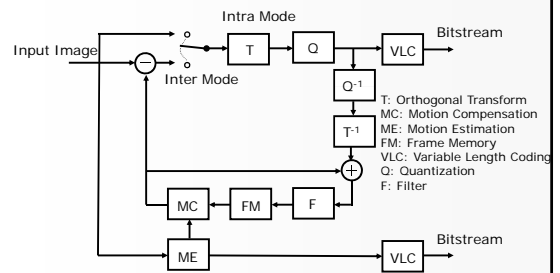 Intra Mode
Bitstream
Input Image
T
Q
VLC
−
Inter Mode
Q-1
T-1
T: Orthogonal Transform
MC: Motion Compensation
ME: Motion Estimation
FM: Frame Memory
VLC: Variable Length Coding
Q: Quantization
F: Filter
+
MC
FM
F
Bitstream
ME
VLC